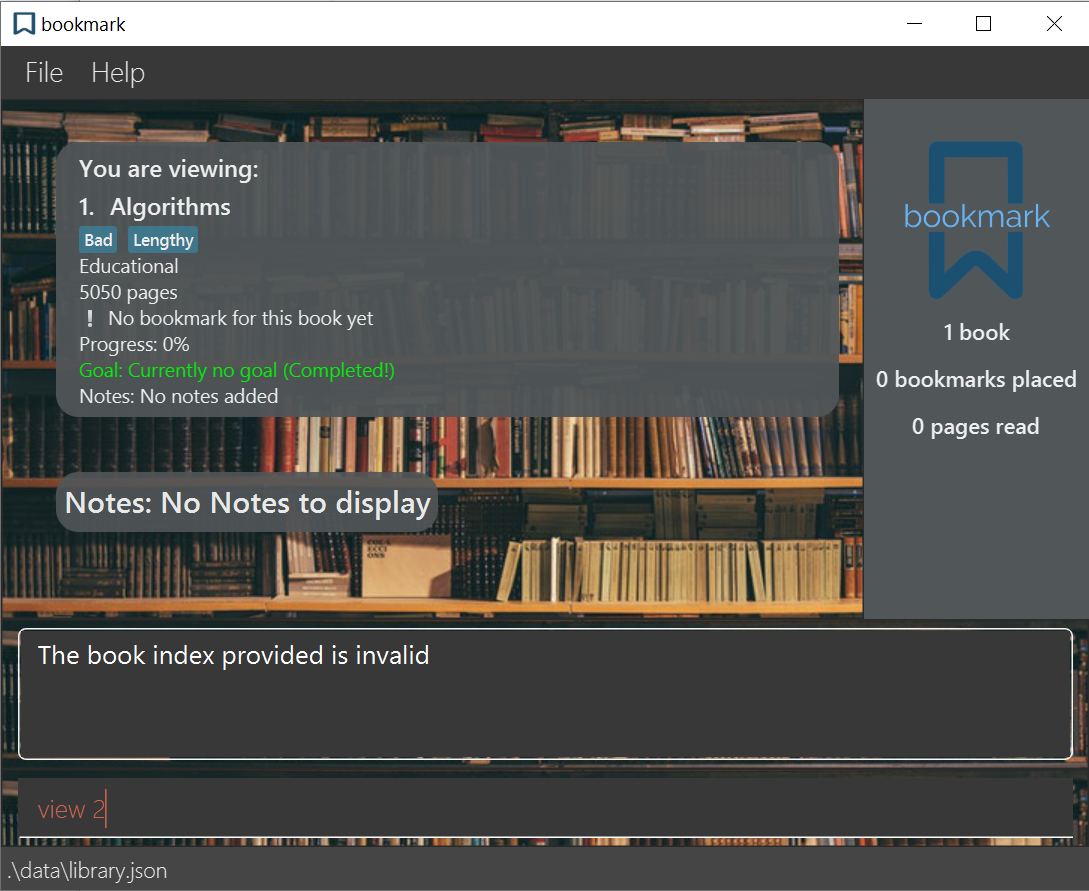 bookmark
File Help
You are viewing:
1. Algorithms
Bad Lengthy
Educational
5050 pages
! No bookmark for this book yet
Progress: 0%
Goal: Currently no goal (Completed!)
Notes: No notes added
Notes: No Notes to display
bookmark
1 book
0 bookmarks placed
0 pages read
The book index provided is invalid
view 2
.\data\library.json